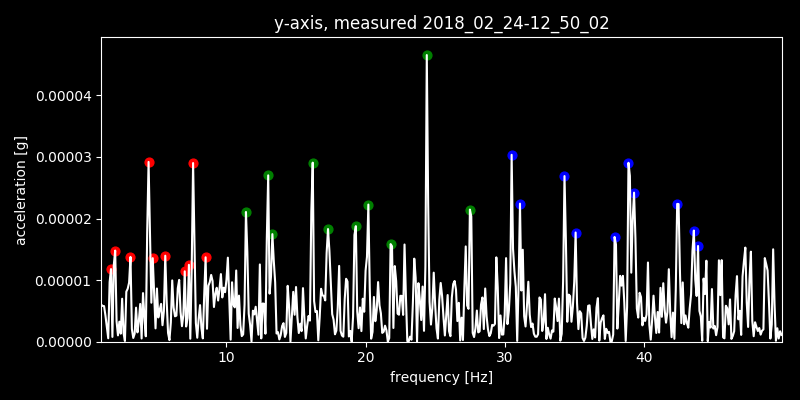 y-axis, measured 2018_02_24-12_50_02
0.00004
0.00003
0.00002
0.00001
0.00000
acceleration [g]
10 20 30 40
frequency [Hz]